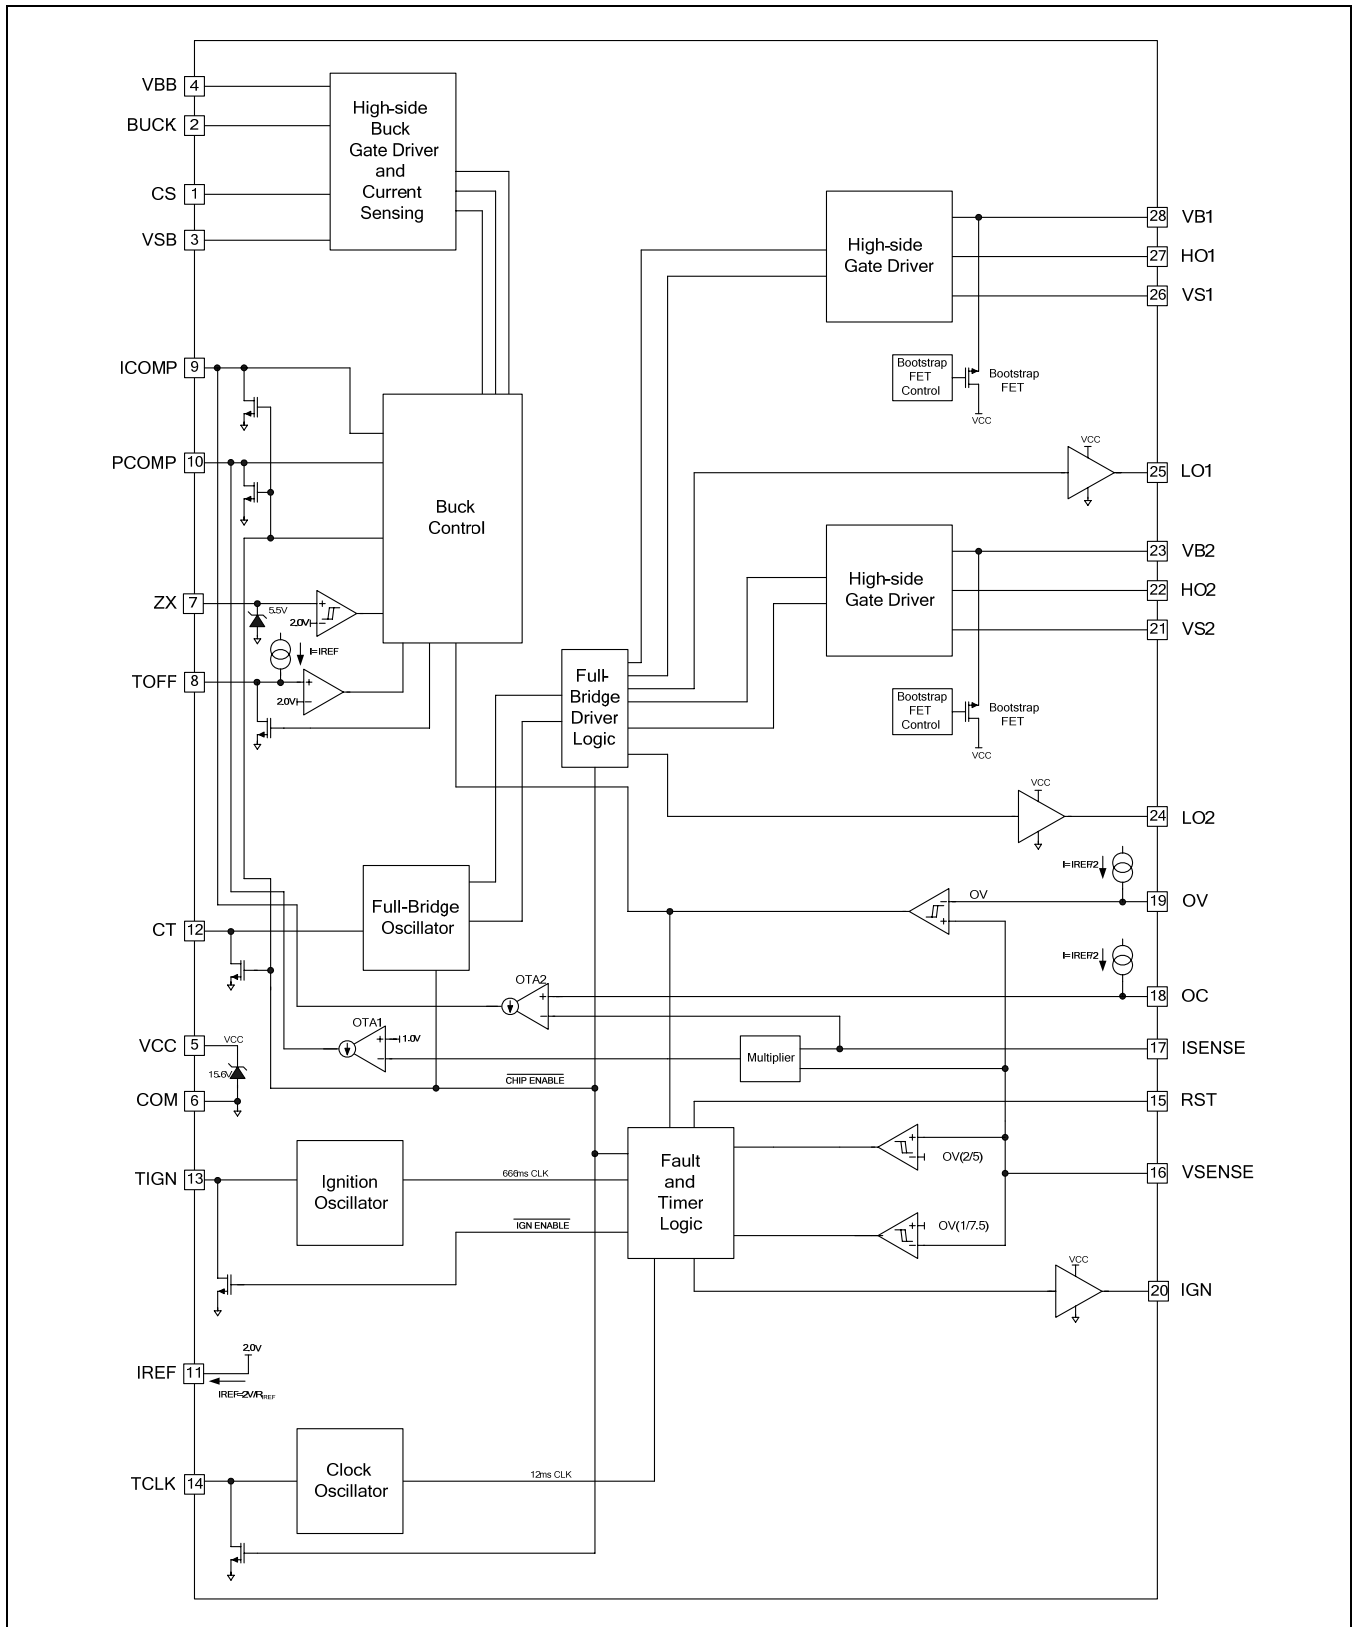 VBB
4
BUCK
2
CS
1
VSB
3
High-side
Buck
Gate Driver
and
Current
Sensing
High-side
Gate Driver
28
VB1
27
HO1
26
VS1
Bootstrap
FET
Control
Bootstrap
FET
VCC
ICOMP
9
PCOMP
10
Buck
Control
VCC
25
LO1
ZX
7
5.5V
+
2.0V
−
I=IREF
TOFF
8
+
2.0V
−
High-side
Gate Driver
23
VB2
22
HO2
21
VS2
Full-
Bridge
Driver
Logic
Bootstrap
FET
Control
Bootstrap
FET
VCC
VCC
24
LO2
I=IREF/2
OV
−
+
19
OV
Full-Bridge
Oscillator
CT
12
I=IREF/2
OTA2
+
−
18
OC
OTA1
+
1.0V
−
Multiplier
17
ISENSE
VCC
5
VCC
15.6V
COM
6
CHIP ENABLE
15
RST
Fault
and
Timer
Logic
+
−
OV(2/5)
16
VSENSE
+
−
OV(1/7.5)
TIGN
13
Ignition
Oscillator
666ms CLK
IGN ENABLE
VCC
20
IGN
IREF
11
2.0V
IREF=2V/RIREF
TCLK
14
Clock
Oscillator
12ms CLK